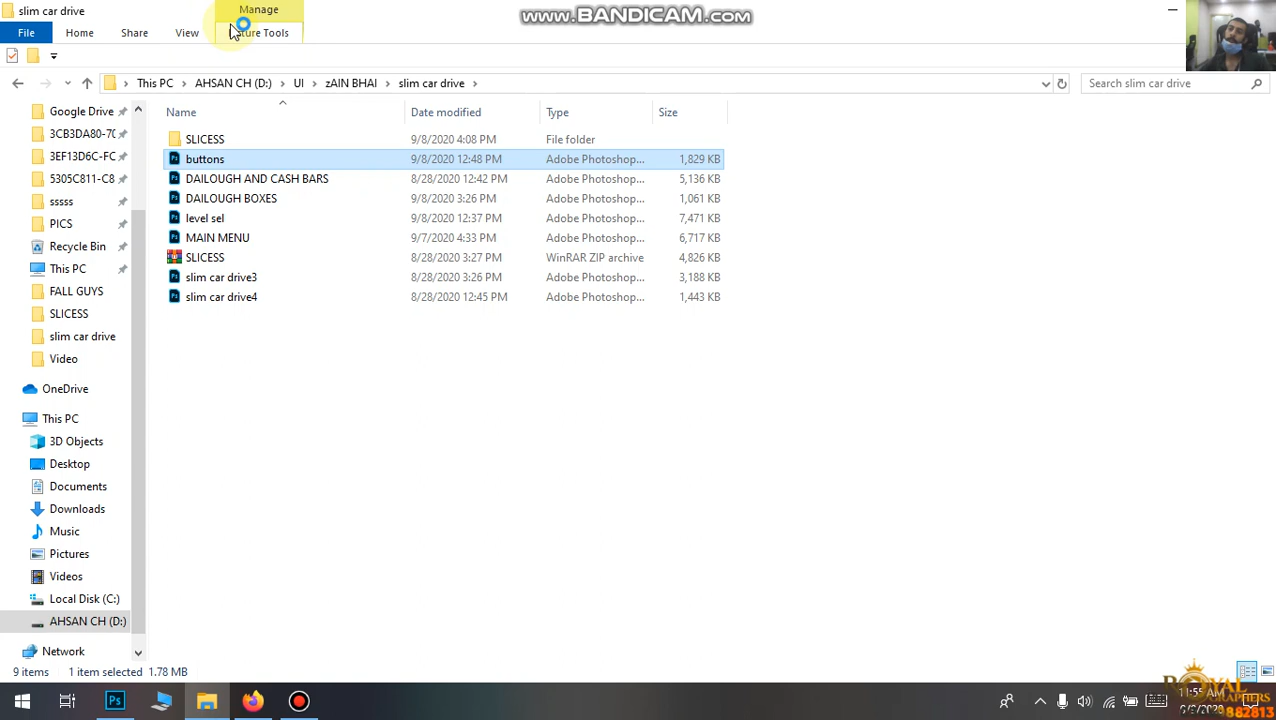 slim car drive
Manage
www.BANDICAM.com
File
Home
Share
View
ture Tools
This PC
AHSAN CH (D:)
UI
zAIN BHAI
slim car drive
Search slim car drive
Name
Date modified
Type
Size
Google Drive
3CB3DA80-70
3EF13D6C-FC
5305C811-C8
sssss
PICS
Recycle Bin
This PC
FALL GUYS
SLICESS
slim car drive
Video
OneDrive
This PC
3D Objects
Desktop
Documents
Downloads
Music
Pictures
Videos
Local Disk (C:)
AHSAN CH (D:)
Network
SLICESS 9/8/2020 4:08 PM File folder
buttons 9/8/2020 12:48 PM Adobe Photoshop... 1,829 KB
DAILOUGH AND CASH BARS 8/28/2020 12:42 PM Adobe Photoshop... 5,136 KB
DAILOUGH BOXES 9/8/2020 3:26 PM Adobe Photoshop... 1,061 KB
level sel 9/8/2020 12:37 PM Adobe Photoshop... 7,471 KB
MAIN MENU 9/7/2020 4:33 PM Adobe Photoshop... 6,717 KB
SLICESS 8/28/2020 3:27 PM WinRAR ZIP archive 4,826 KB
slim car drive3 8/28/2020 3:26 PM Adobe Photoshop... 3,188 KB
slim car drive4 8/28/2020 12:45 PM Adobe Photoshop... 1,443 KB
9 items
1 item selected 1.78 MB
Ps
ROYAL
11:55 AM